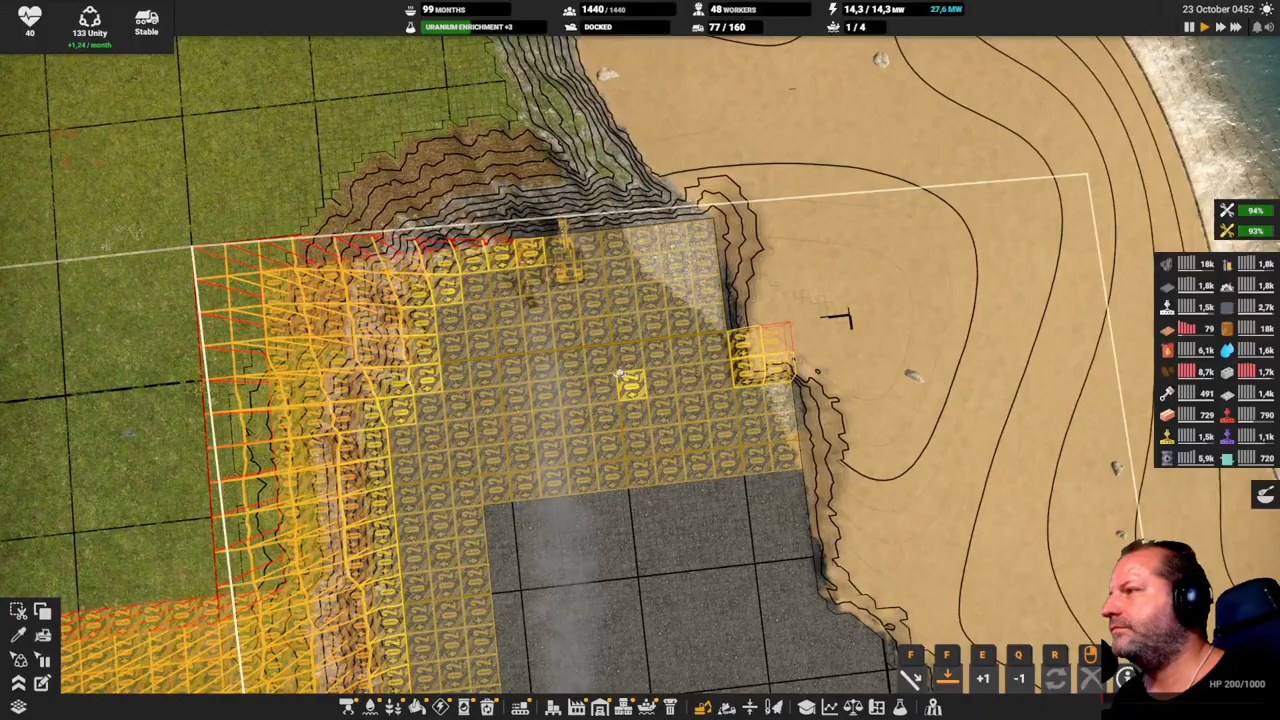 99 MONTHS
1440 / 1440
48 WORKERS
14,3 / 14,3 MW
27,6 MW
23 October 0452
40
133 Unity
Stable
+1,24 / month
URANIUM ENRICHMENT +3
DOCKED
77 / 160
1 / 4
94%
93%
18k
1,8k
1,8k
1,8k
1,5k
2,7k
79
18k
6,1k
1,6k
8,7k
1,7k
491
1,4k
729
790
1,5k
1,1k
5,9k
720
+02
F
F
E
Q
R
+1
-1
HP 200/1000